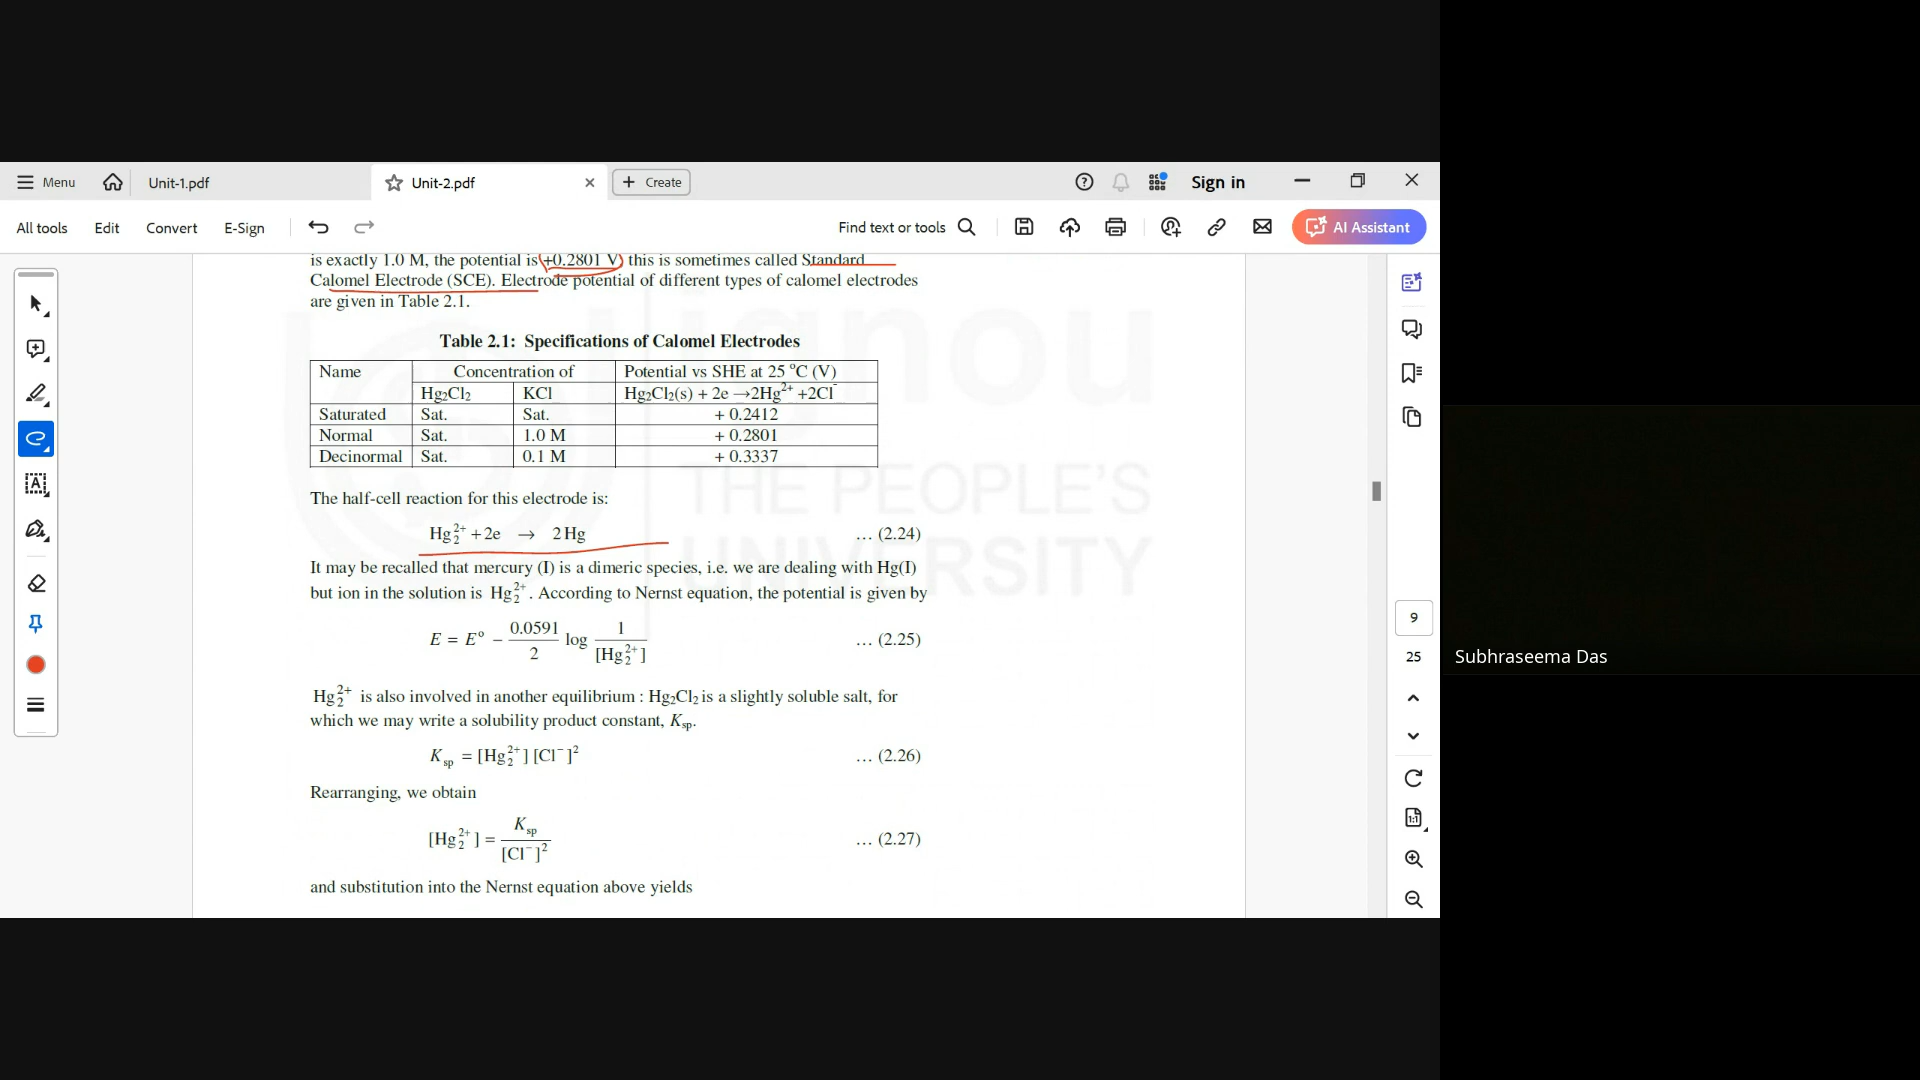 Menu
Unit-1.pdf
Unit-2.pdf
Create
Sign in
All tools
Edit
Convert
E-Sign
Find text or tools
AI Assistant
is exactly 1.0 M, the potential is +0.2801 V) this is sometimes called Standard
Calomel Electrode (SCE). Electrode potential of different types of calomel electrodes
are given in Table 2.1.
Table 2.1: Specifications of Calomel Electrodes
Name Concentration of Potential vs SHE at 25 °C (V)
Hg₂Cl₂ KCl Hg₂Cl₂(s) + 2e →2Hg²⁺ +2Cl⁻
Saturated Sat. Sat. + 0.2412
Normal Sat. 1.0 M + 0.2801
Decinormal Sat. 0.1 M + 0.3337
The half-cell reaction for this electrode is:
Hg₂²⁺ + 2e → 2 Hg … (2.24)
It may be recalled that mercury (I) is a dimeric species, i.e. we are dealing with Hg(I)
but ion in the solution is Hg₂²⁺. According to Nernst equation, the potential is given by
E = E° − 0.0591/2 log 1/[Hg₂²⁺] … (2.25)
Hg₂²⁺ is also involved in another equilibrium : Hg₂Cl₂ is a slightly soluble salt, for
which we may write a solubility product constant, Ksp.
Ksp = [Hg₂²⁺] [Cl⁻]² … (2.26)
Rearranging, we obtain
[Hg₂²⁺] = Ksp/[Cl⁻]² … (2.27)
and substitution into the Nernst equation above yields
ignou
THE PEOPLE'S
UNIVERSITY
9
25
Subhraseema Das